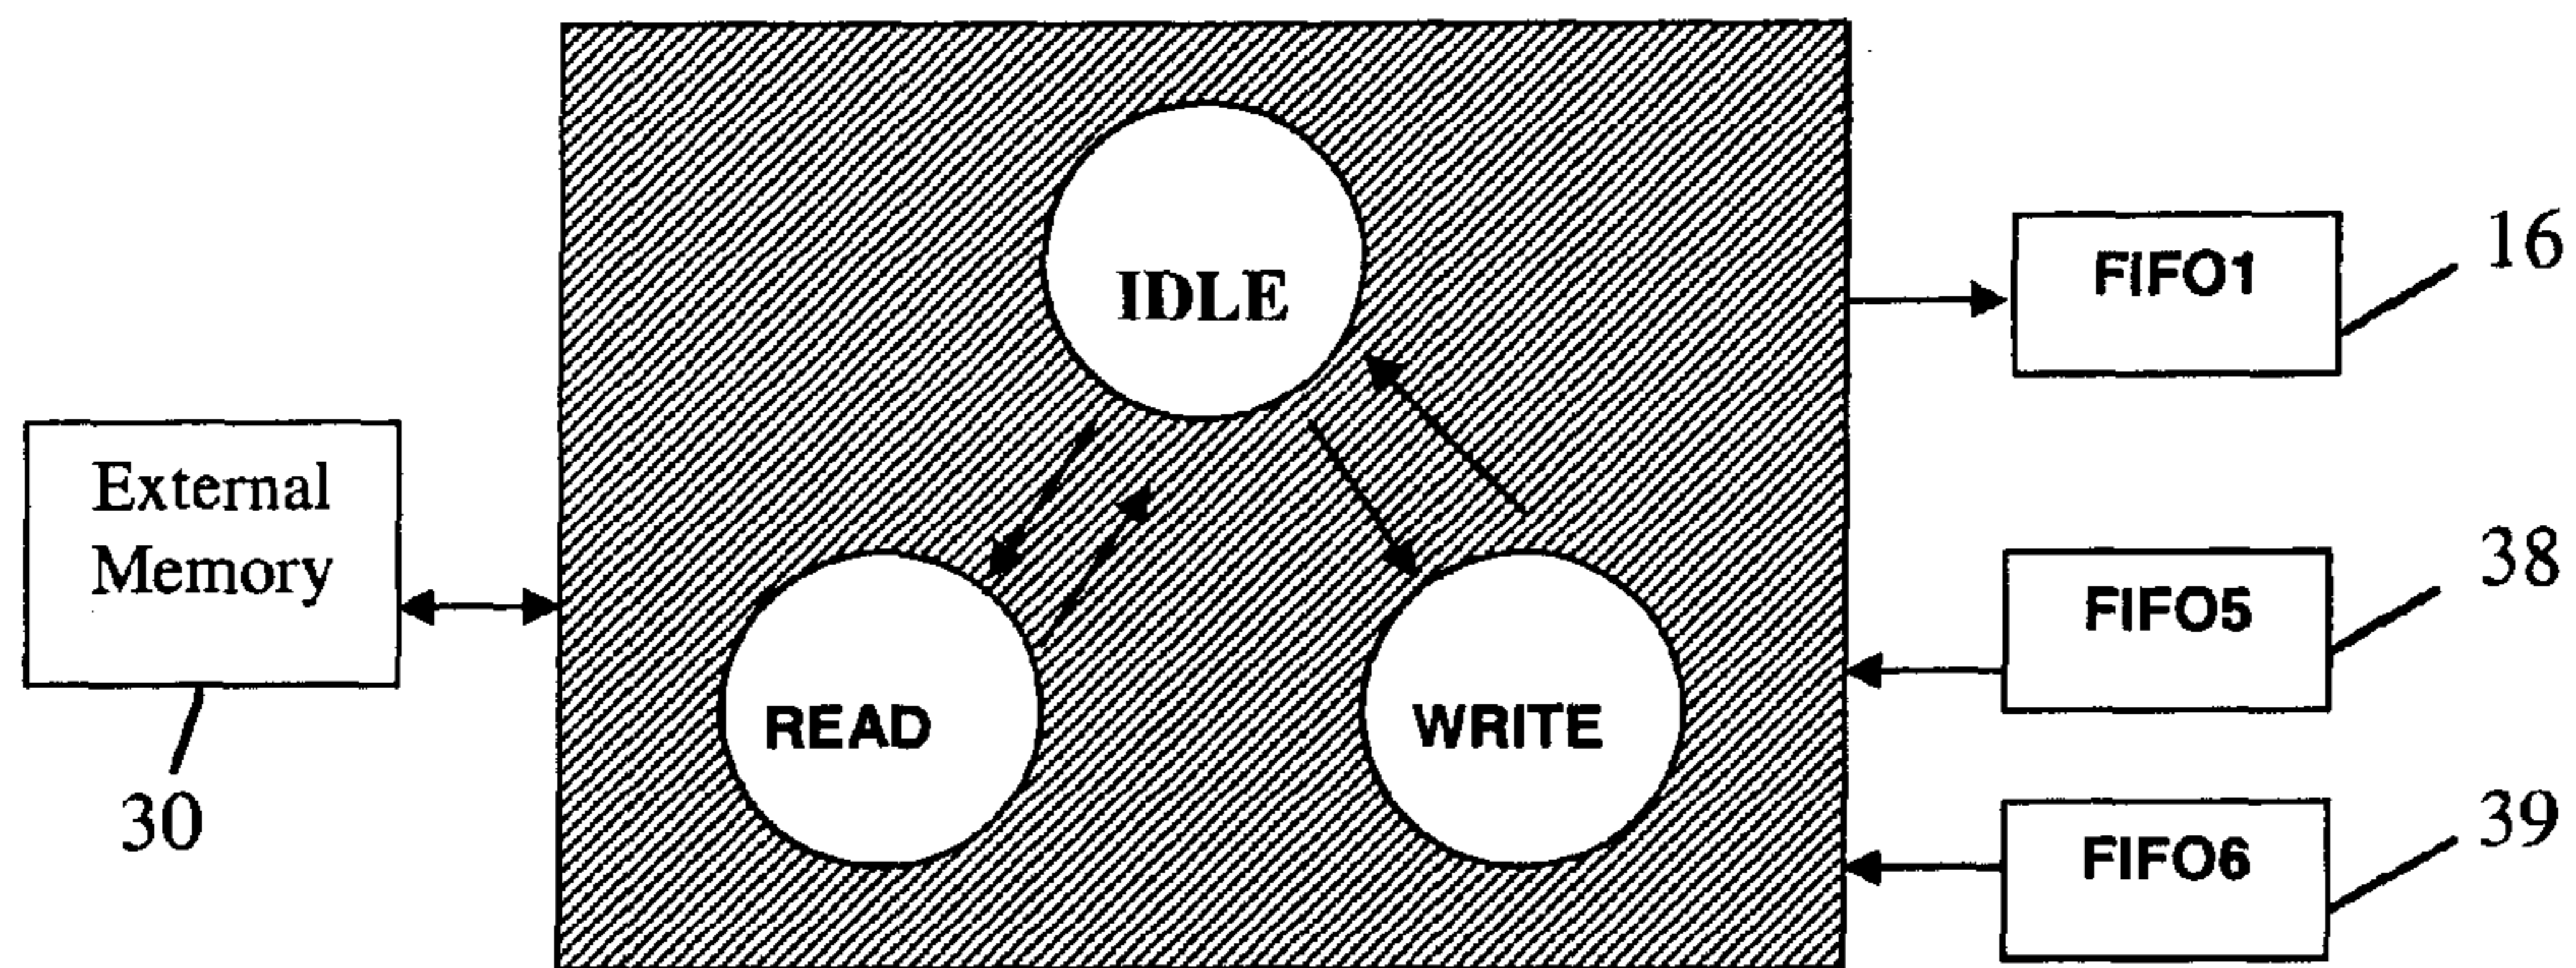 IDLE
READ
WRITE
External
Memory
30
FIFO1
16
FIFO5
38
FIFO6
39